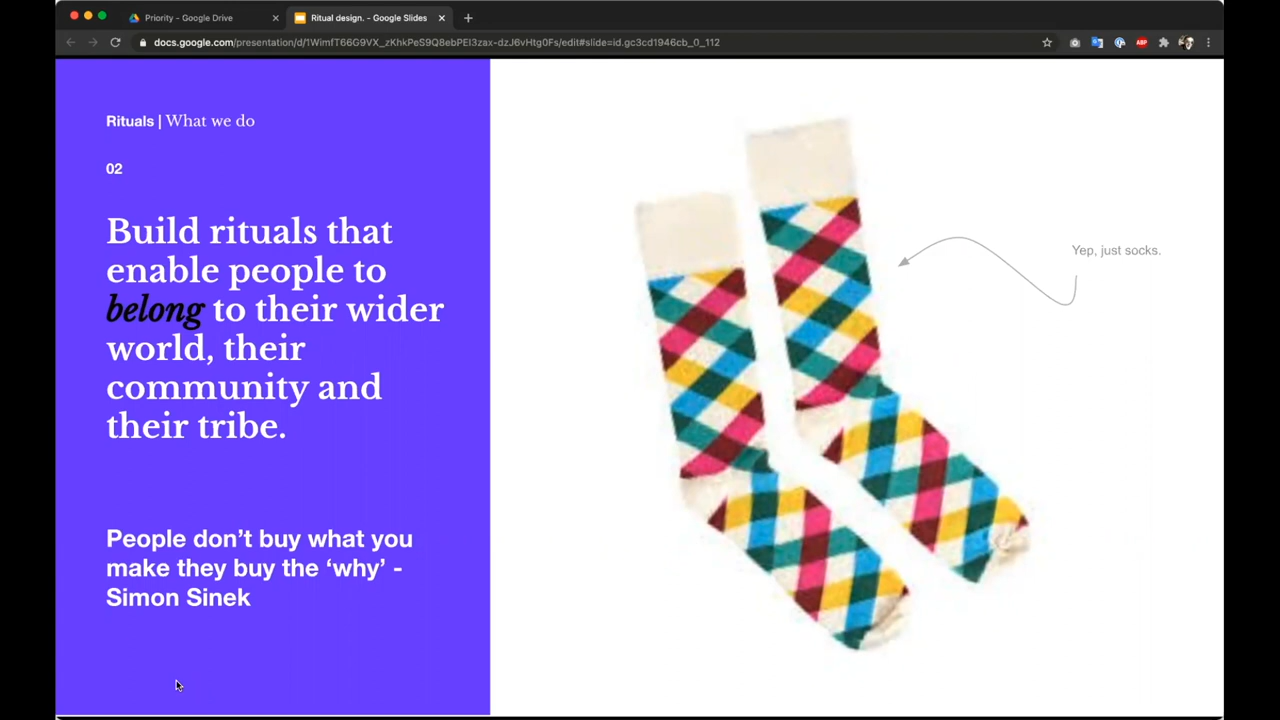 Priority - Google Drive
Ritual design. - Google Slides
docs.google.com/presentation/d/1WimfT66G9VX_zKhkPeS9Q8ebPEI3zax-dzJ6vHtg0Fs/edit#slide=id.gc3cd1946cb_0_112
ABP
Rituals | What we do
02
Build rituals that
enable people to
belong to their wider
world, their
community and
their tribe.
People don’t buy what you
make they buy the ‘why’ -
Simon Sinek
Yep, just socks.